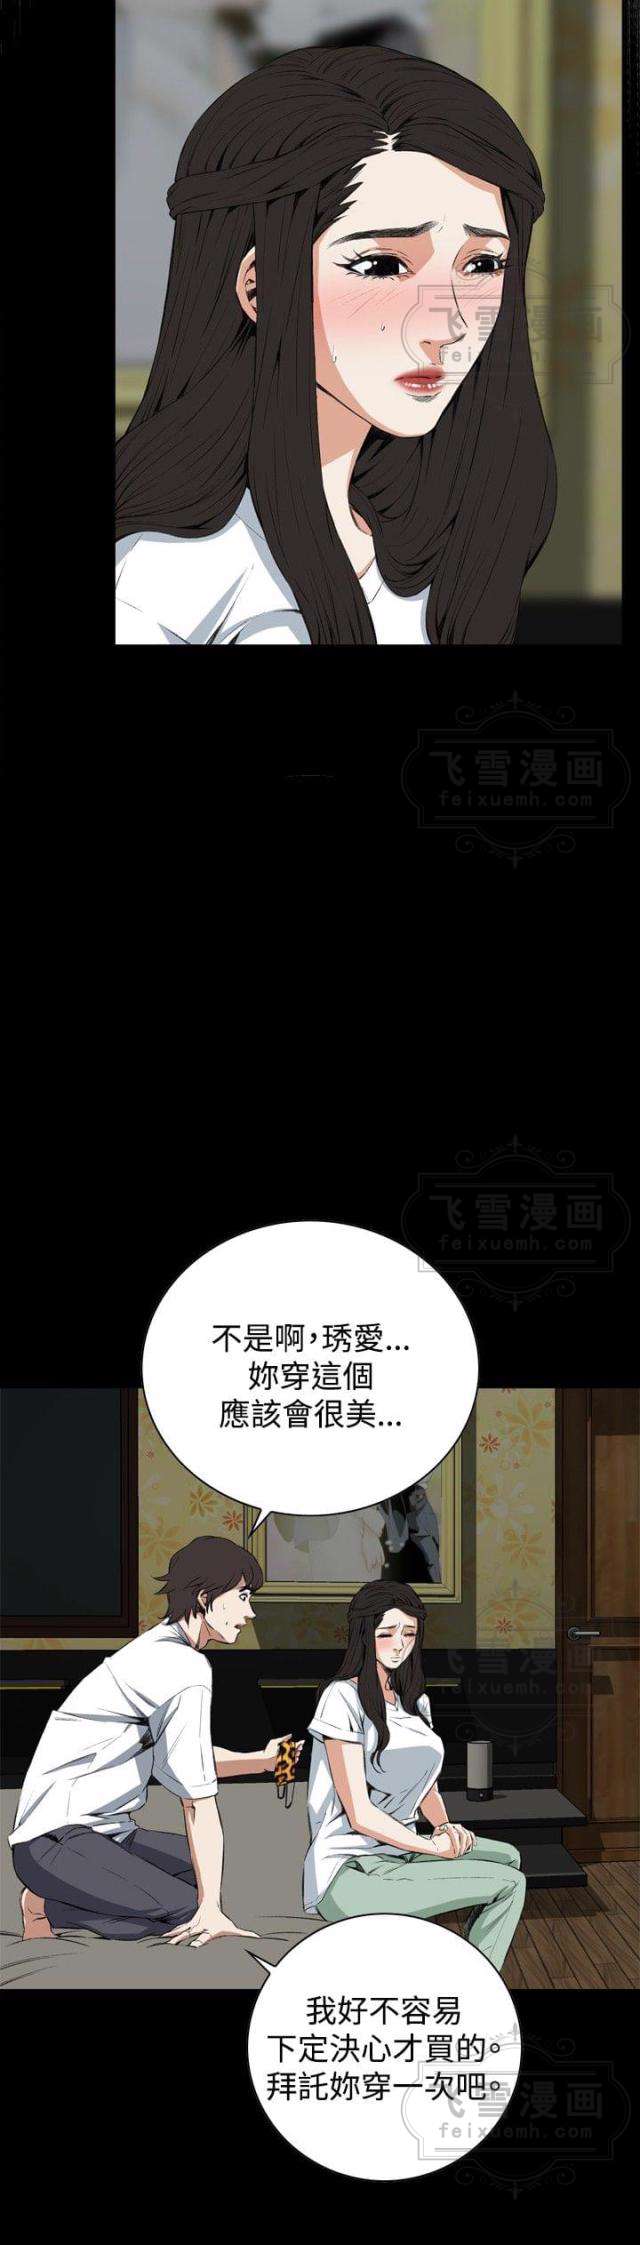 飞雪漫画
feixuemh.com
飞雪漫画
feixuemh.com
飞雪漫画
feixuemh.com
不是啊,琇愛...
妳穿這個
應該會很美...
飞雪漫画
feixuemh.com
我好不容易
下定決心才買的。
拜託妳穿一次吧。
飞雪漫画
feixuemh.com